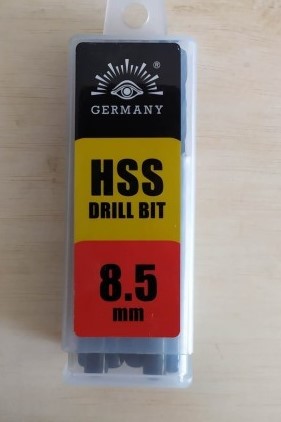 ®
GERMANY
HSS
DRILL BIT
8.5
mm